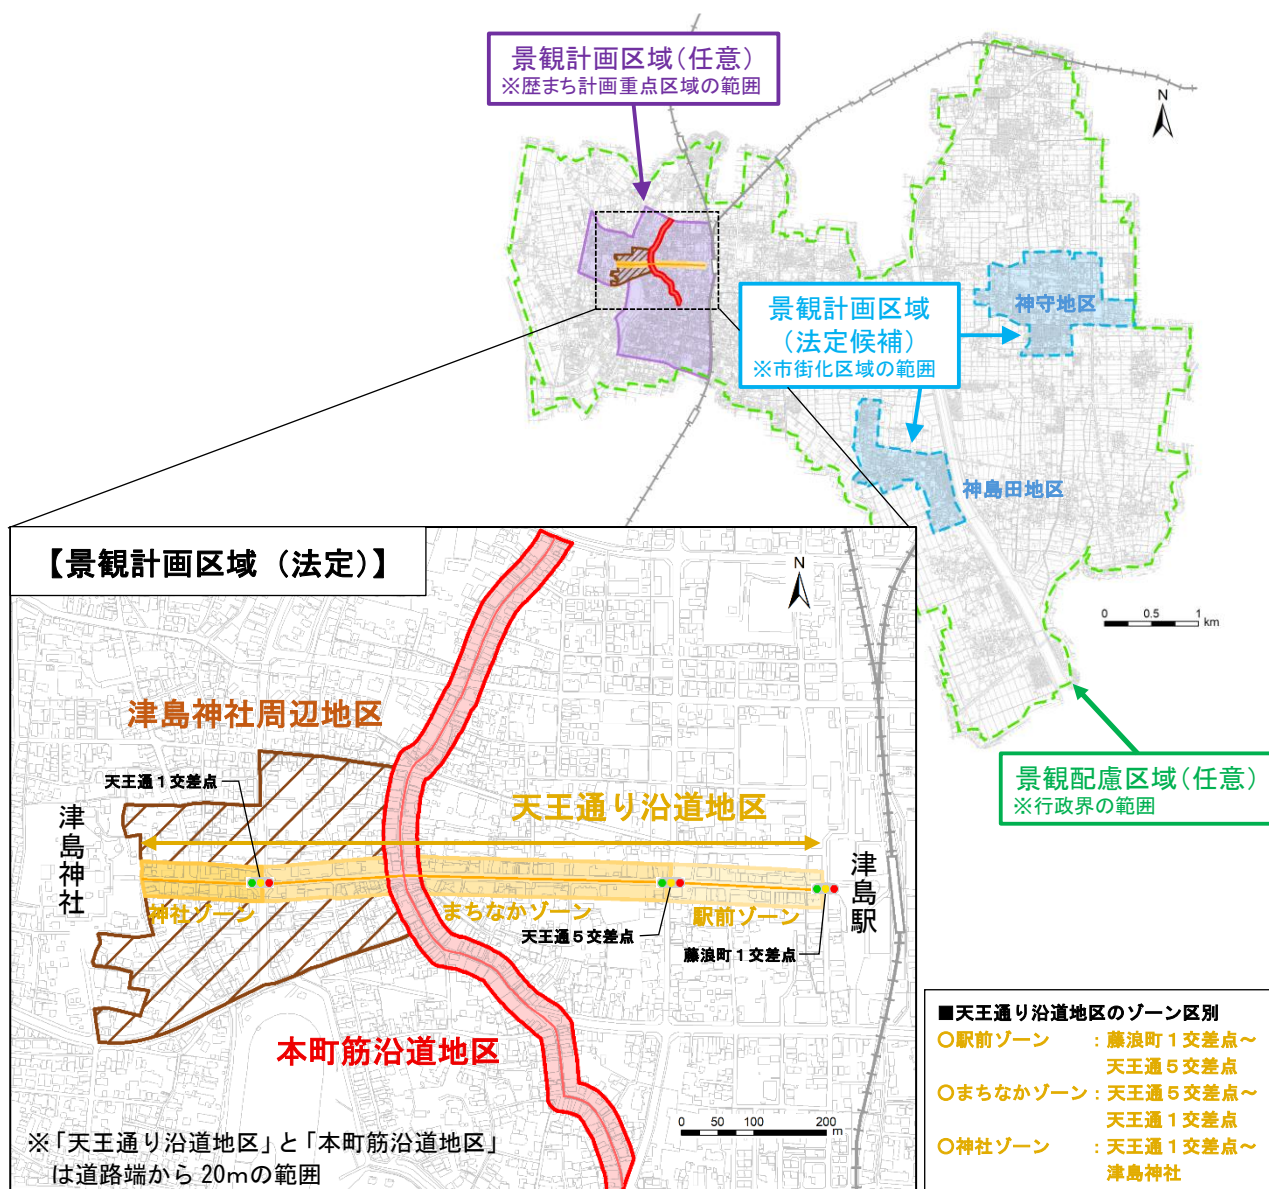 景観計画区域(任意)
※歴まち計画重点区域の範囲
N
神守地区
景観計画区域
(法定候補)
※市街化区域の範囲
神島田地区
0 0.5 1
km
景観配慮区域(任意)
※行政界の範囲
【景観計画区域 (法定)】
N
津島神社周辺地区
天王通1交差点
天王通り沿道地区
津島神社
津島駅
神社ゾーン
まちなかゾーン
駅前ゾーン
天王通5交差点
藤浪町1交差点
本町筋沿道地区
0 50 100 200
m
※「天王通り沿道地区」と「本町筋沿道地区」
は道路端から20mの範囲
■天王通り沿道地区のゾーン区別
○駅前ゾーン :藤浪町1交差点~
天王通5交差点
○まちなかゾーン:天王通5交差点~
天王通1交差点
○神社ゾーン :天王通1交差点~
津島神社